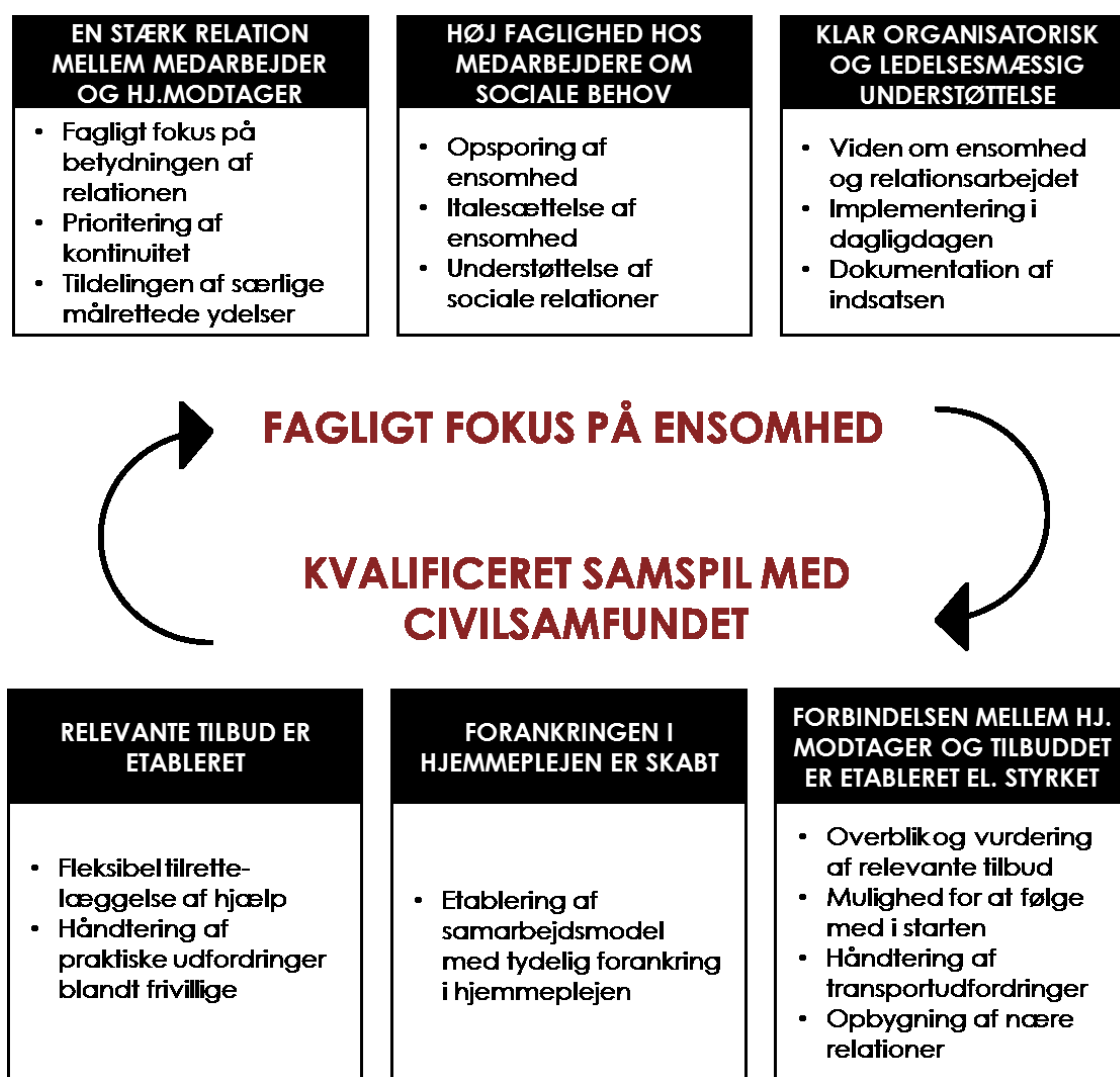 EN STÆRK RELATION
MELLEM MEDARBEJDER
OG HJ.MODTAGER
• Fagligt fokus på
betydningen af
relationen
• Prioritering af
kontinuitet
• Tildelingen af særlige
målrettede ydelser
HØJ FAGLIGHED HOS
MEDARBEJDERE OM
SOCIALE BEHOV
• Opsporing af
ensomhed
• Italesættelse af
ensomhed
• Understøttelse af
sociale relationer
KLAR ORGANISATORISK
OG LEDELSESMÆSSIG
UNDERSTØTTELSE
• Viden om ensomhed
og relationsarbejdet
• Implementering i
dagligdagen
• Dokumentation af
indsatsen
FAGLIGT FOKUS PÅ ENSOMHED
KVALIFICERET SAMSPIL MED
CIVILSAMFUNDET
RELEVANTE TILBUD ER
ETABLERET
• Fleksibel tilrette-
læggelse af hjælp
• Håndtering af
praktiske udfordringer
blandt frivillige
FORANKRINGEN I
HJEMMEPLEJEN ER SKABT
• Etablering af
samarbejdsmodel
med tydelig forankring
i hjemmeplejen
FORBINDELSEN MELLEM HJ.
MODTAGER OG TILBUDDET
ER ETABLERET EL. STYRKET
• Overblik og vurdering
af relevante tilbud
• Mulighed for at følge
med i starten
• Håndtering af
transportudfordringer
• Opbygning af nære
relationer